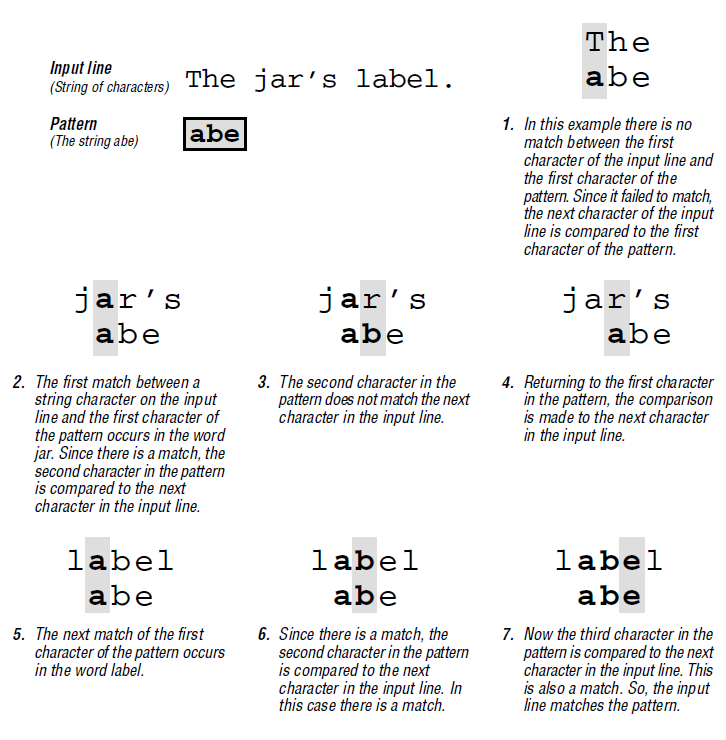 Input line
(String of characters)
The jar’s label.
Pattern
(The string abe)
abe
The
abe
1. In this example there is no
match between the first
character of the input line and
the first character of the
pattern. Since it failed to match,
the next character of the input
line is compared to the first
character of the pattern.
jar’s
abe
2. The first match between a
string character on the input
line and the first character of
the pattern occurs in the word
jar. Since there is a match, the
second character in the pattern
is compared to the next
character in the input line.
jar’s
abe
3. The second character in the
pattern does not match the next
character in the input line.
jar’s
abe
4. Returning to the first character
in the pattern, the comparison
is made to the next character
in the input line.
label
abe
5. The next match of the first
character of the pattern occurs
in the word label.
label
abe
6. Since there is a match, the
second character in the pattern
is compared to the next
character in the input line. In
this case there is a match.
label
abe
7. Now the third character in the
pattern is compared to the next
character in the input line. This
is also a match. So, the input
line matches the pattern.